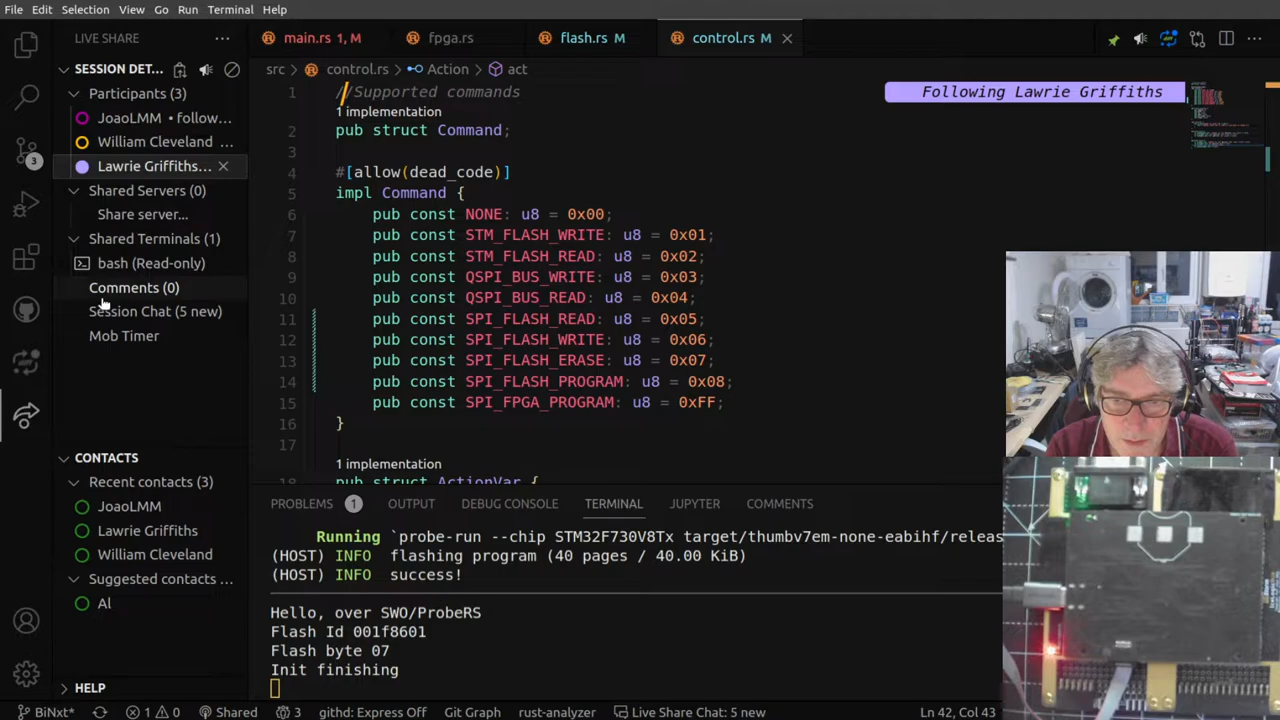 File Edit Selection View Go Run Terminal Help
LIVE SHARE
main.rs 1, M
fpga.rs
flash.rs M
control.rs M
SESSION DET...
src > control.rs > Action > act
Participants (3)
JoaoLMM • follow...
William Cleveland ...
Lawrie Griffiths...
Shared Servers (0)
Share server...
Shared Terminals (1)
bash (Read-only)
Comments (0)
Session Chat (5 new)
Mob Timer
CONTACTS
Recent contacts (3)
JoaoLMM
Lawrie Griffiths
William Cleveland
Suggested contacts ...
Al
HELP
3
Following Lawrie Griffiths
1 //Supported commands
1 implementation
2 pub struct Command;
3
4 #[allow(dead_code)]
5 impl Command {
6 pub const NONE: u8 = 0x00;
7 pub const STM_FLASH_WRITE: u8 = 0x01;
8 pub const STM_FLASH_READ: u8 = 0x02;
9 pub const QSPI_BUS_WRITE: u8 = 0x03;
10 pub const QSPI_BUS_READ: u8 = 0x04;
11 pub const SPI_FLASH_READ: u8 = 0x05;
12 pub const SPI_FLASH_WRITE: u8 = 0x06;
13 pub const SPI_FLASH_ERASE: u8 = 0x07;
14 pub const SPI_FLASH_PROGRAM: u8 = 0x08;
15 pub const SPI_FPGA_PROGRAM: u8 = 0xFF;
16 }
17
1 implementation
pub struct ActionVar {
PROBLEMS 1 OUTPUT DEBUG CONSOLE TERMINAL JUPYTER COMMENTS
Running `probe-run --chip STM32F730V8Tx target/thumbv7em-none-eabihf/releas
(HOST) INFO flashing program (40 pages / 40.00 KiB)
(HOST) INFO success!
Hello, over SWO/ProbeRS
Flash Id 001f8601
Flash byte 07
Init finishing
BiNxt* 1 0 Shared 3 githd: Express Off Git Graph rust-analyzer Live Share Chat: 5 new Ln 42, Col 43